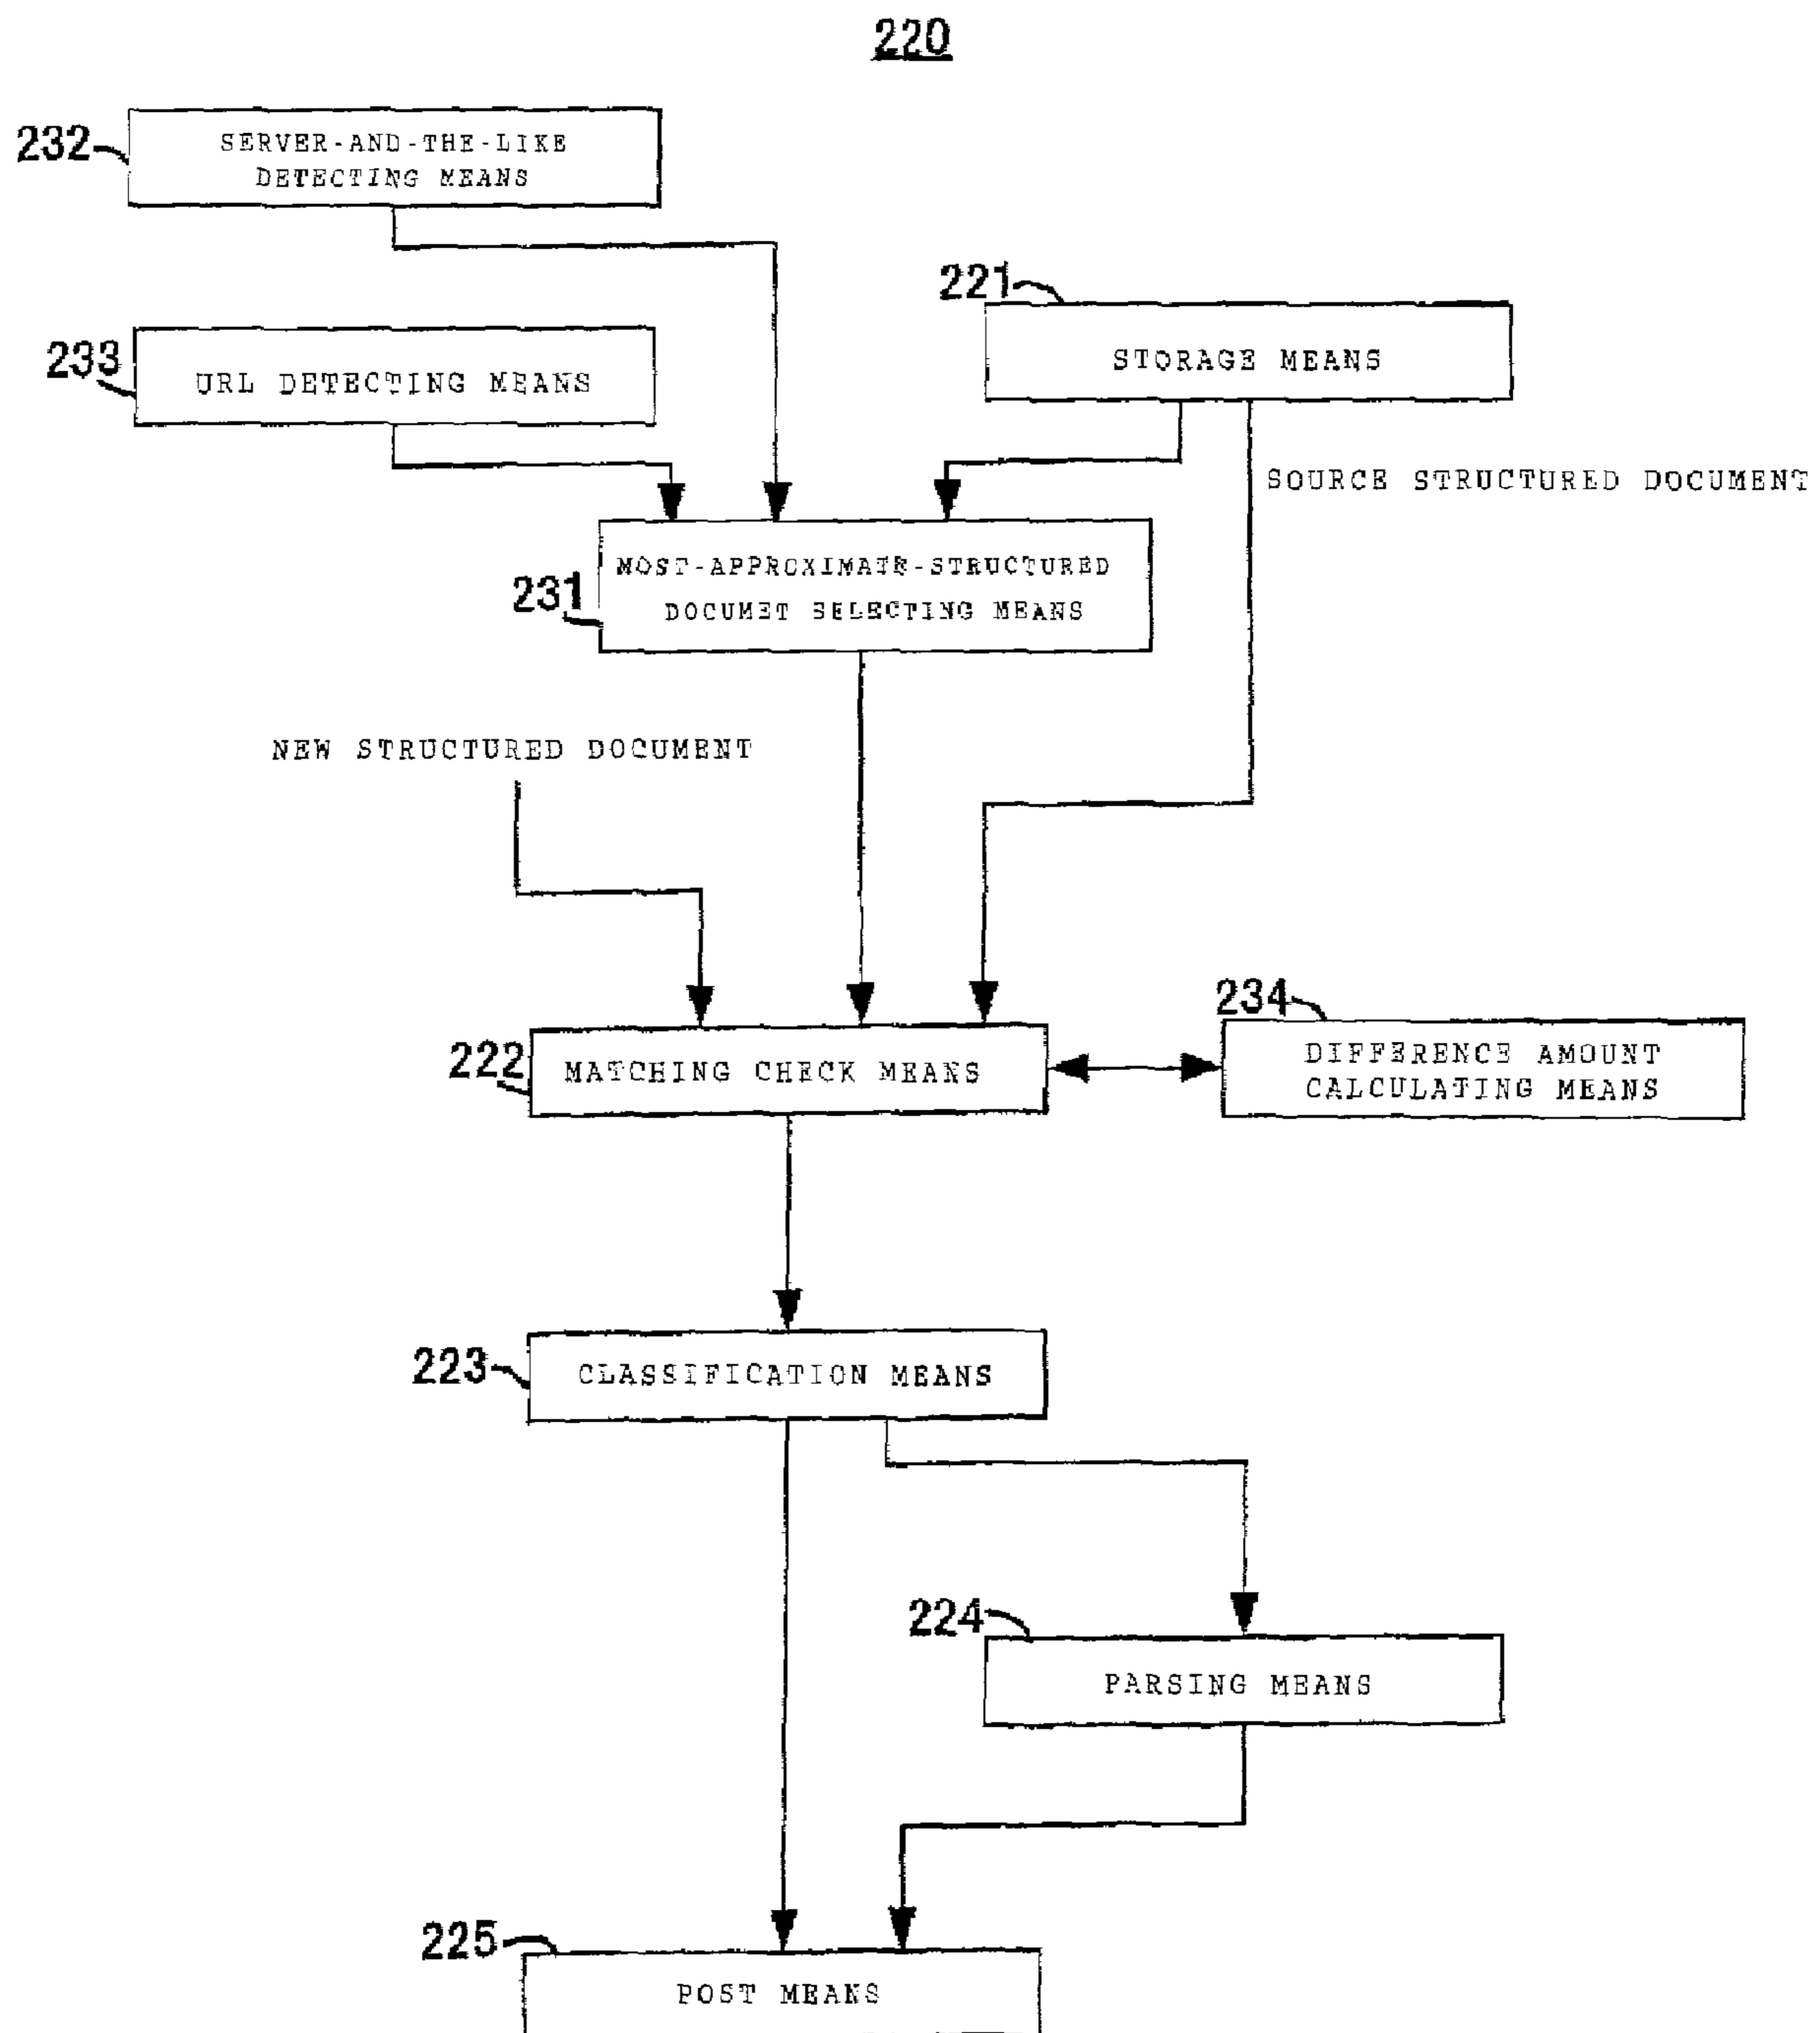 220
232
SERVER-AND-THE-LIKE
DETECTING MEANS
221
STORAGE MEANS
233
URL DETECTING MEANS
SOURCE STRUCTURED DOCUMENT
231
MOST-APPROXIMATE-STRUCTURED
DOCUMET SELECTING MEANS
NEW STRUCTURED DOCUMENT
222
MATCHING CHECK MEANS
234
DIFFERENCE AMOUNT
CALCULATING MEANS
223
CLASSIFICATION MEANS
224
PARSING MEANS
225
POST MEANS